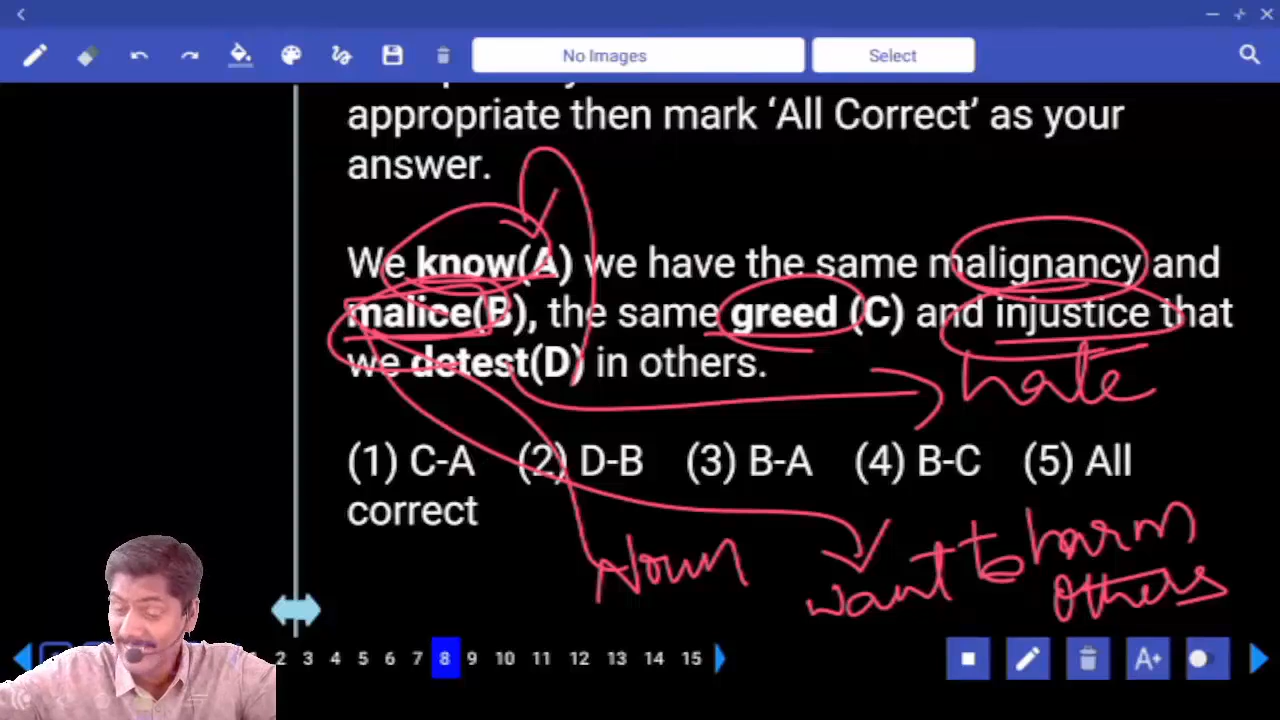 No Images
Select
appropriate then mark ‘All Correct’ as your
answer.
We know(A) we have the same malignancy and
malice(B), the same greed (C) and injustice that
we detest(D) in others.
hate
(1) C-A (2) D-B (3) B-A (4) B-C (5) All
correct
Noun
want to harm
others
2 3 4 5 6 7 8 9 10 11 12 13 14 15
A+